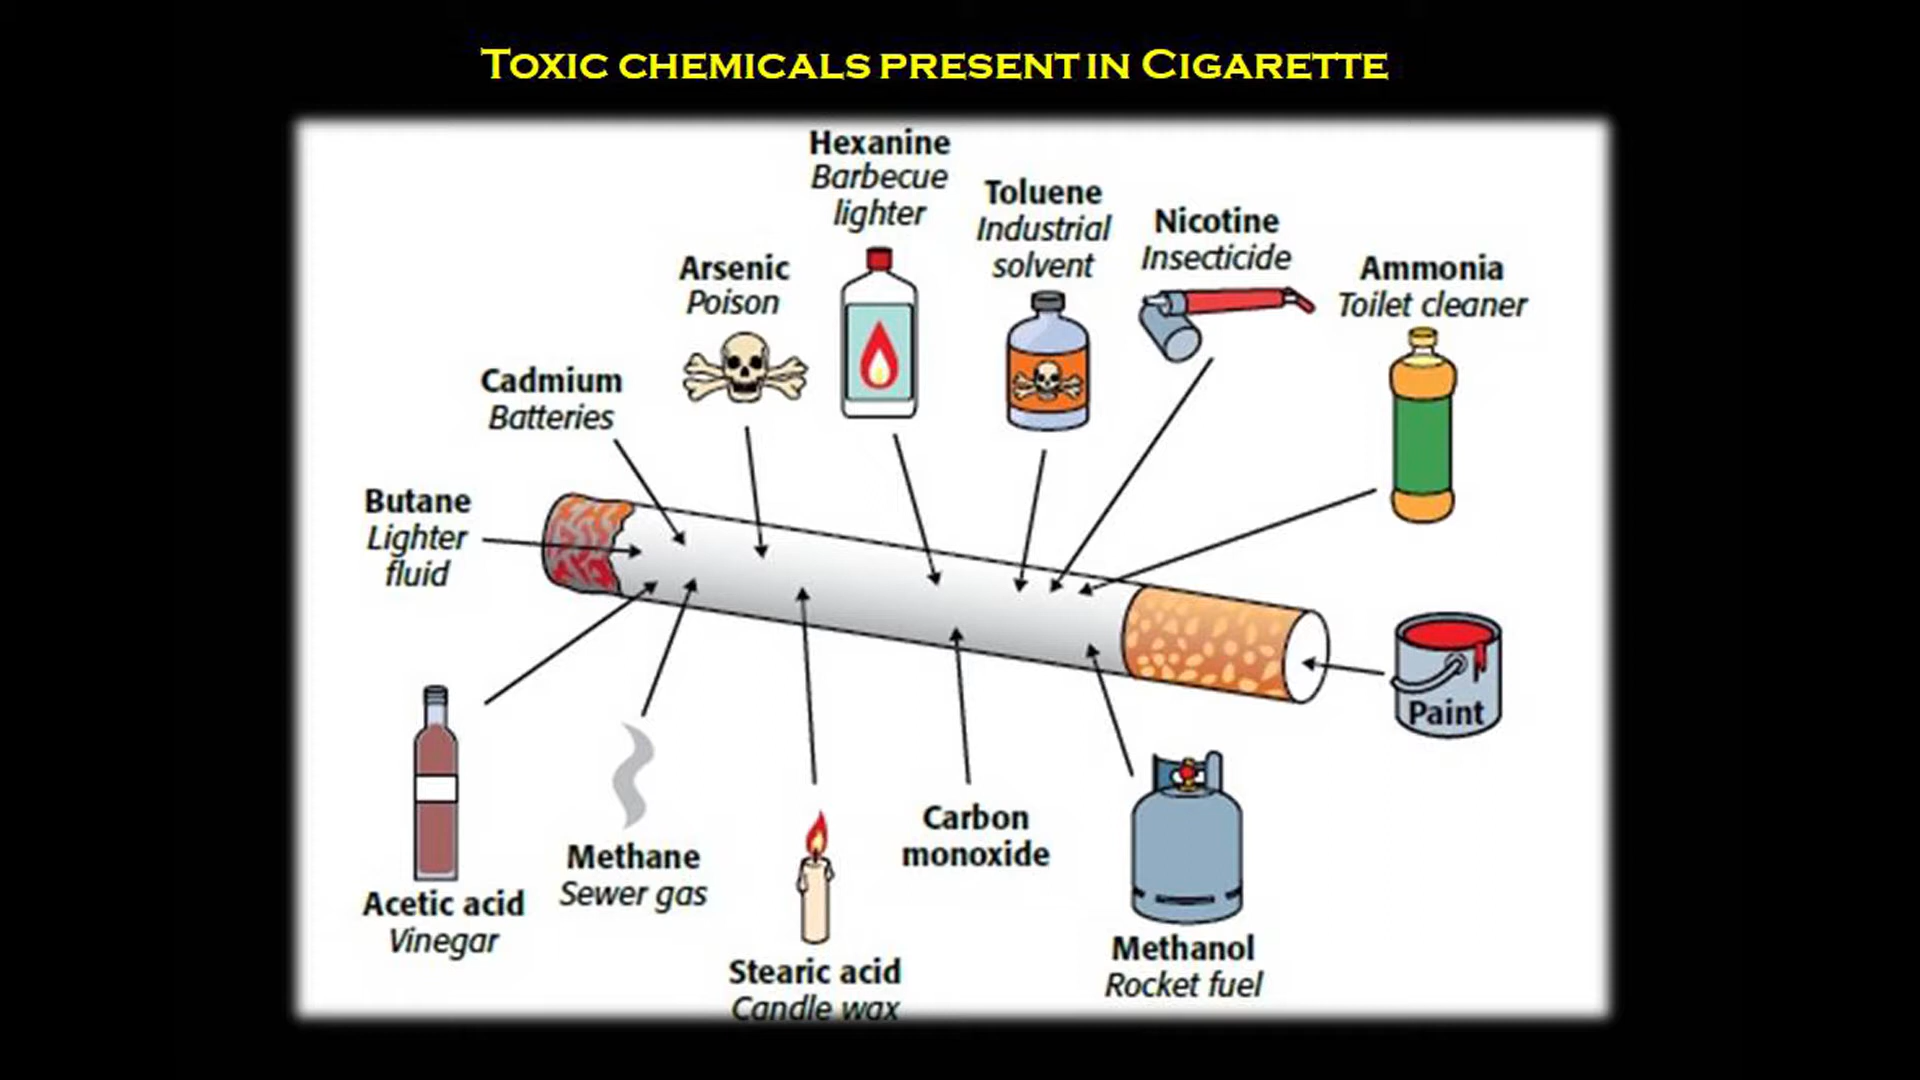 TOXIC CHEMICALS PRESENT IN CIGARETTE
Hexanine
Barbecue
lighter
Toluene
Industrial
solvent
Nicotine
Insecticide
Arsenic
Poison
Ammonia
Toilet cleaner
Cadmium
Batteries
Butane
Lighter
fluid
Paint
Acetic acid
Vinegar
Methane
Sewer gas
Stearic acid
Candle wax
Carbon
monoxide
Methanol
Rocket fuel